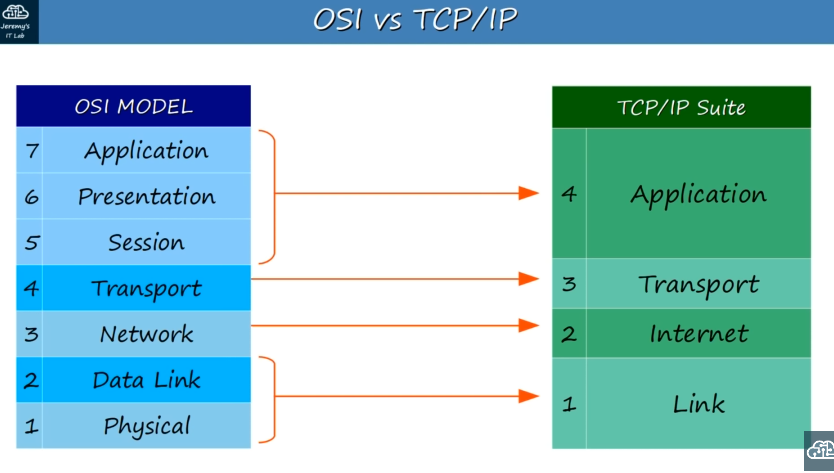 Jeremy's
IT Lab
OSI vs TCP/IP
OSI MODEL
7 Application
6 Presentation
5 Session
4 Transport
3 Network
2 Data Link
1 Physical
TCP/IP Suite
4 Application
3 Transport
2 Internet
1 Link